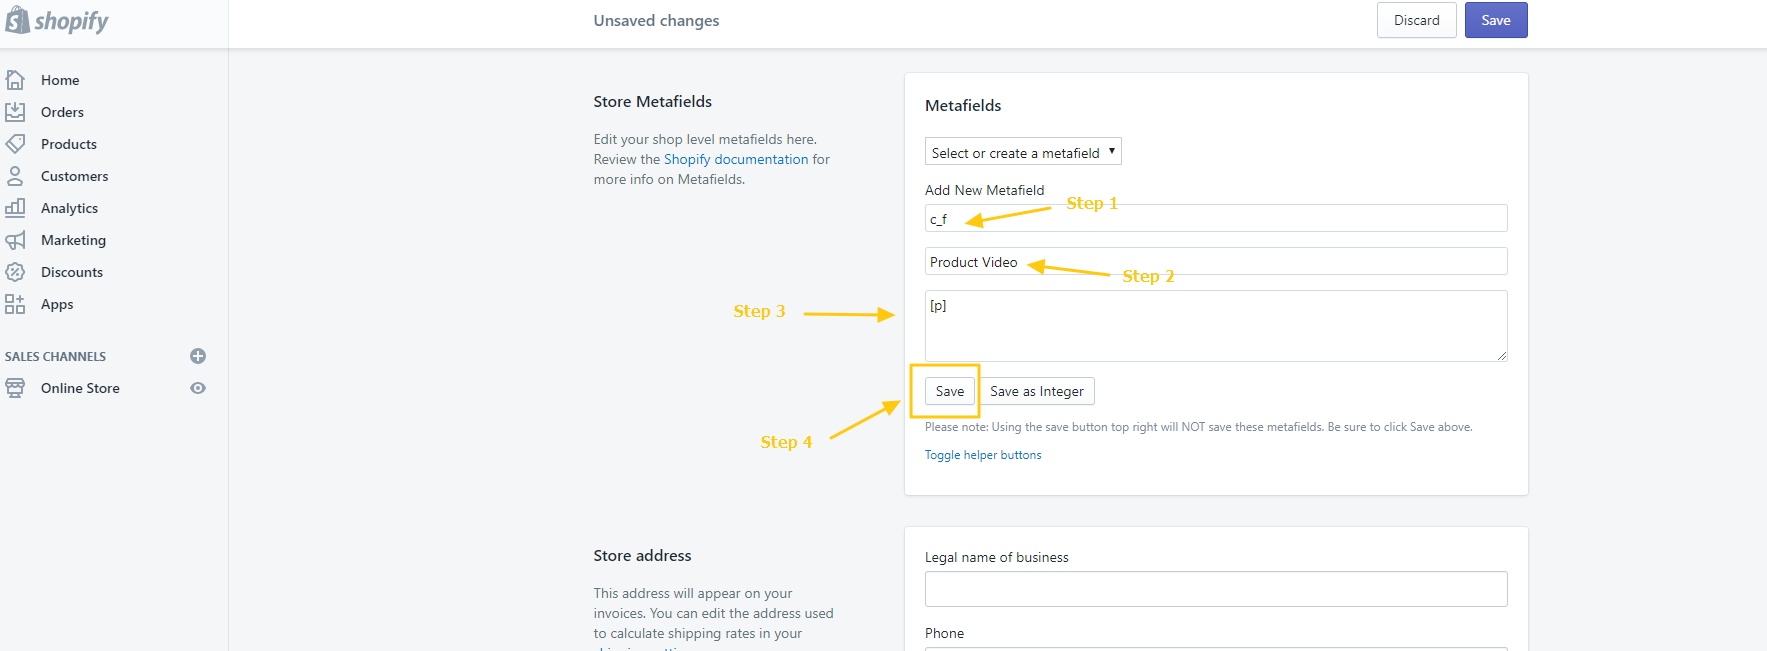 shopify
Unsaved changes
Discard
Save
Home
Orders
Products
Customers
Analytics
Marketing
Discounts
Apps
SALES CHANNELS
Online Store
Store Metafields
Edit your shop level metafields here.
Review the Shopify documentation for
more info on Metafields.
Metafields
Select or create a metafield
Add New Metafield
Step 1
c_f
Product Video
Step 2
Step 3
[p]
Save
Save as Integer
Step 4
Please note: Using the save button top right will NOT save these metafields. Be sure to click Save above.
Toggle helper buttons
Store address
This address will appear on your
invoices. You can edit the address used
to calculate shipping rates in your
Legal name of business
Phone